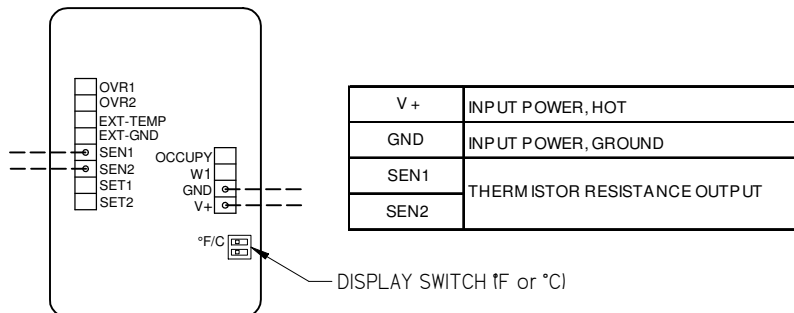 OVR1
OVR2
EXT-TEMP
EXT-GND
SEN1
SEN2
SET1
SET2
OCCUPY
W1
GND
V+
°F/C
DISPLAY SWITCH °F or °C)
V + INPUT POWER, HOT
GND INPUT POWER, GROUND
SEN1
SEN2
THERMISTOR RESISTANCE OUTPUT